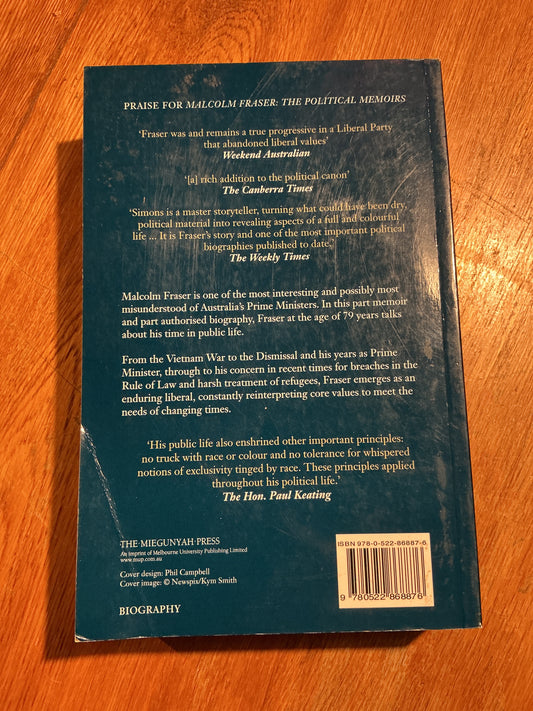 PRAISE FOR MALCOLM FRASER: THE POLITICAL MEMOIRS
'Fraser was and remains a true progressive in a Liberal Party
that abandoned liberal values'
Weekend Australian
'[a] rich addition to the political canon'
The Canberra Times
'Simons is a master storyteller, turning what could have been dry,
political material into revealing aspects of a full and colourful
life ... It is Fraser's story and one of the most important political
biographies published to date.'
The Weekly Times
Malcolm Fraser is one of the most interesting and possibly most
misunderstood of Australia's Prime Ministers. In this part memoir
and part authorised biography, Fraser at the age of 79 years talks
about his time in public life.
From the Vietnam War to the Dismissal and his years as Prime
Minister, through to his concern in recent times for breaches in the
Rule of Law and harsh treatment of refugees, Fraser emerges as an
enduring liberal, constantly reinterpreting core values to meet the
needs of changing times.
'His public life also enshrined other important principles:
no truck with race or colour and no tolerance for whispered
notions of exclusivity tinged by race. These principles applied
throughout his political life.'
The Hon. Paul Keating
THE·MIEGUNYAH·PRESS
An imprint of Melbourne University Publishing Limited
www.mup.com.au
Cover design: Phil Campbell
Cover image: © Newspix/Kym Smith
BIOGRAPHY
ISBN 978-0-522-86887-6
9 780522 868876